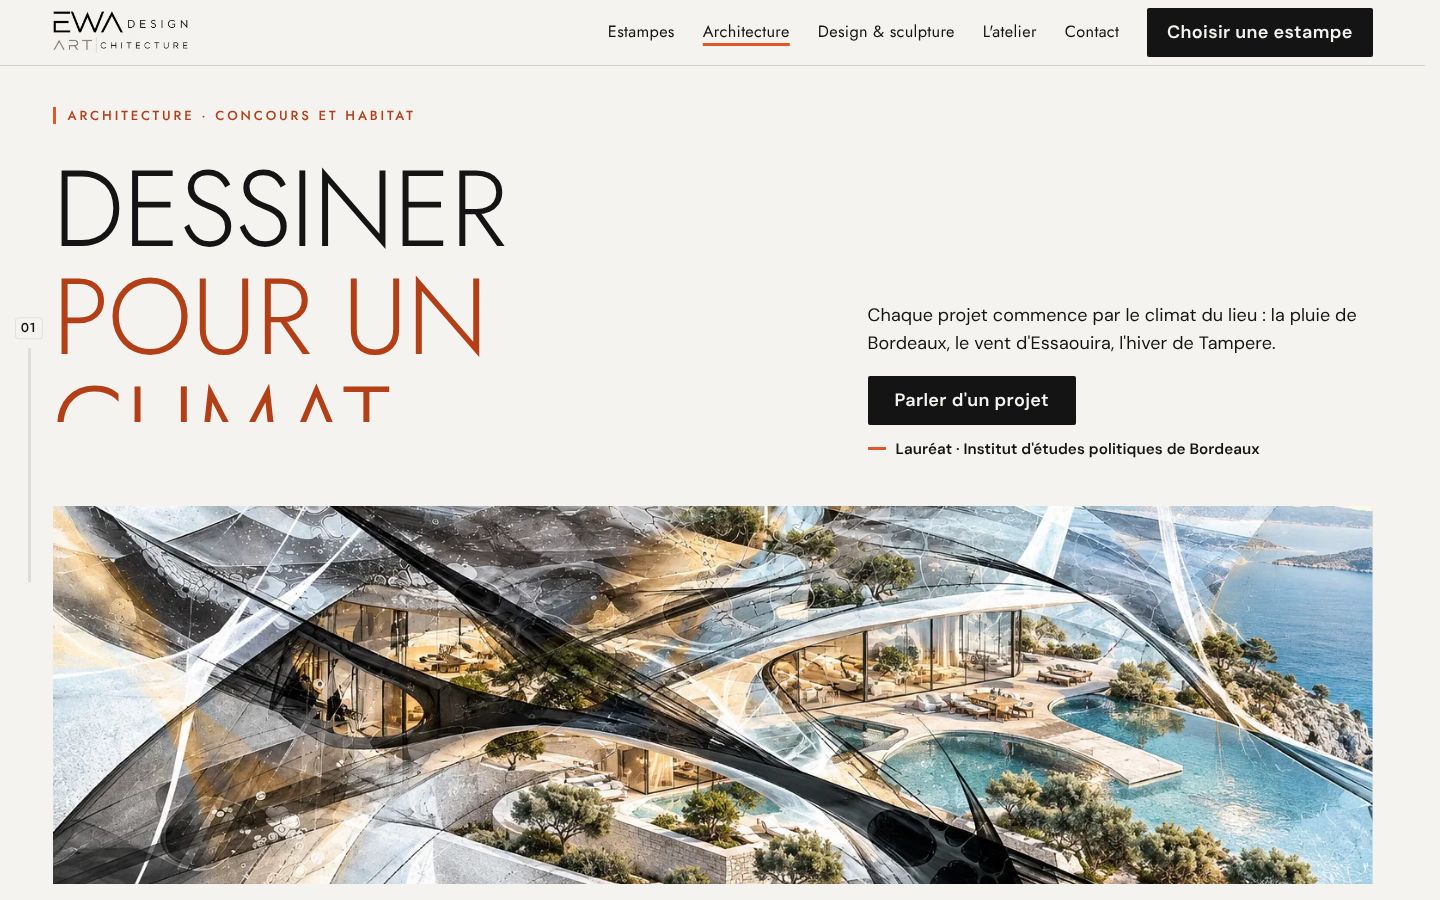 EWA DESIGN
ART CHITECTURE
Estampes
Architecture
Design & sculpture
L'atelier
Contact
Choisir une estampe
ARCHITECTURE · CONCOURS ET HABITAT
DESSINER
POUR UN
CLIMAT
01
Chaque projet commence par le climat du lieu : la pluie de
Bordeaux, le vent d'Essaouira, l'hiver de Tampere.
Parler d'un projet
Lauréat · Institut d'études politiques de Bordeaux